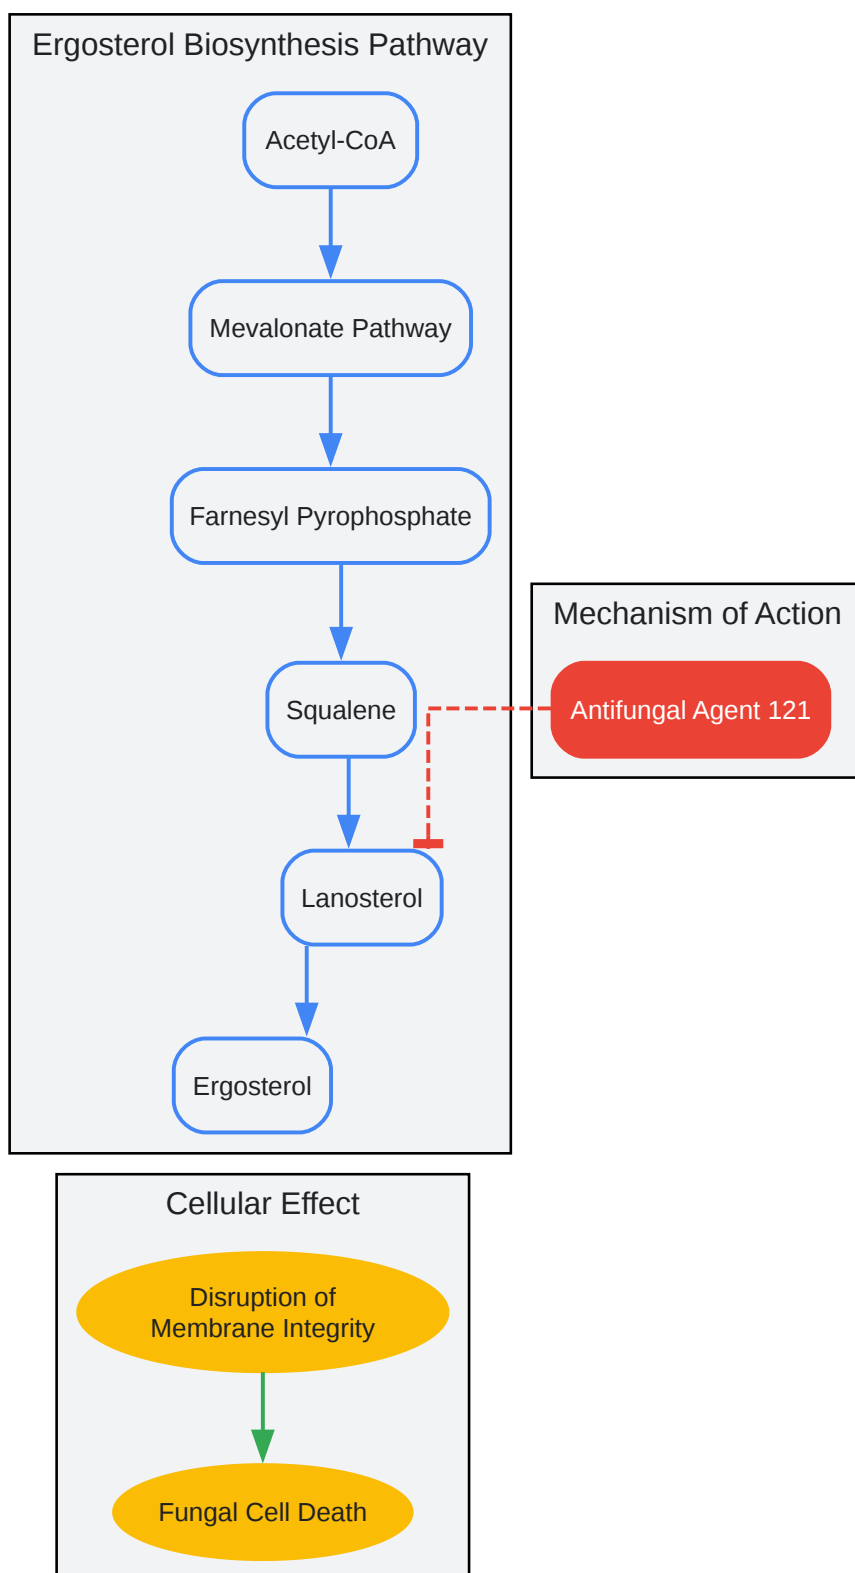 Ergosterol Biosynthesis Pathway
Acetyl-CoA
Mevalonate Pathway
Farnesyl Pyrophosphate
Mechanism of Action
Squalene
Antifungal Agent 121
Lanosterol
Ergosterol
Cellular Effect
Disruption of
Membrane Integrity
Fungal Cell Death